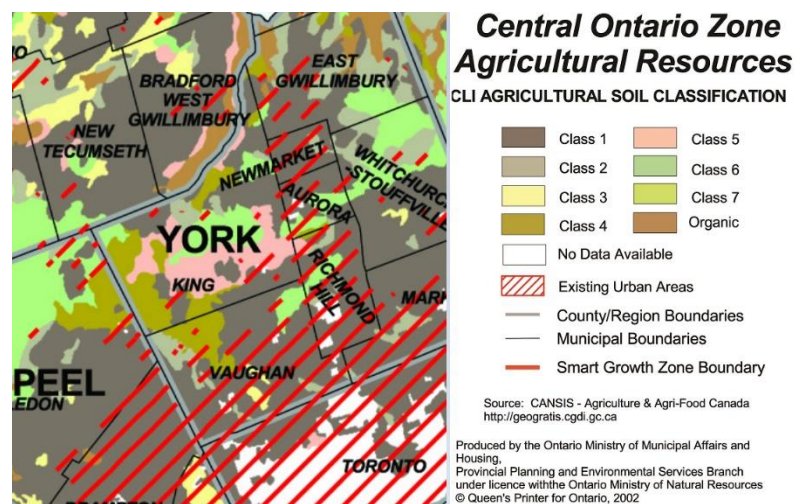 EAST
GWILLIMBURY
BRADFORD
WEST
GWILLIMBURY
NEW
TECUMSETH
NEWMARKET
WHITCHURCH
-STOUFFVILLE
AURORA
YORK
KING
RICHMOND
HILL
MARK
VAUGHAN
PEEL
LEDON
TORONTO
Central Ontario Zone
Agricultural Resources
CLI AGRICULTURAL SOIL CLASSIFICATION
Class 1
Class 5
Class 2
Class 6
Class 3
Class 7
Class 4
Organic
No Data Available
Existing Urban Areas
County/Region Boundaries
Municipal Boundaries
Smart Growth Zone Boundary
Source: CANSIS - Agriculture & Agri-Food Canada
http://geogratis.cgdi.gc.ca
Produced by the Ontario Ministry of Municipal Affairs and
Housing,
Provincial Planning and Environmental Services Branch
under licence withthe Ontario Ministry of Natural Resources
© Queen's Printer for Ontario, 2002